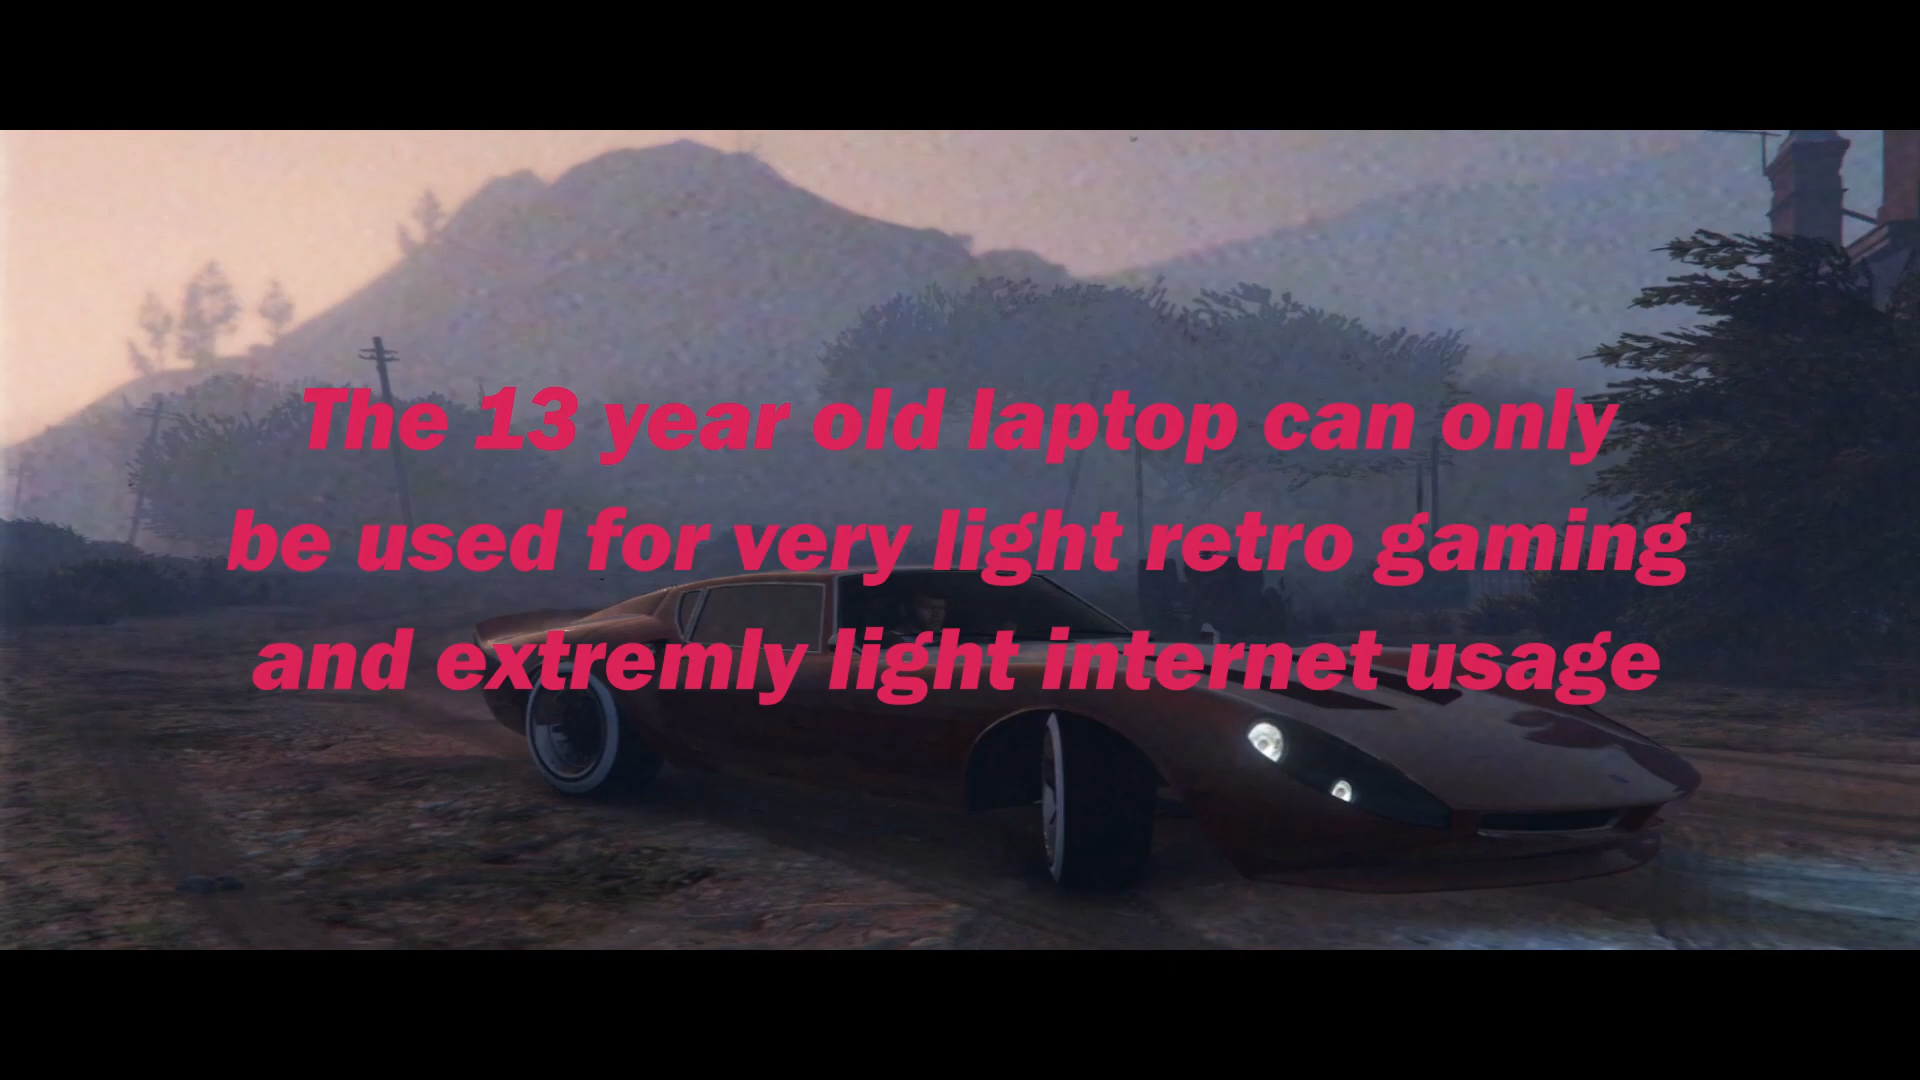 The 13 year old laptop can only
be used for very light retro gaming
and extremly light internet usage